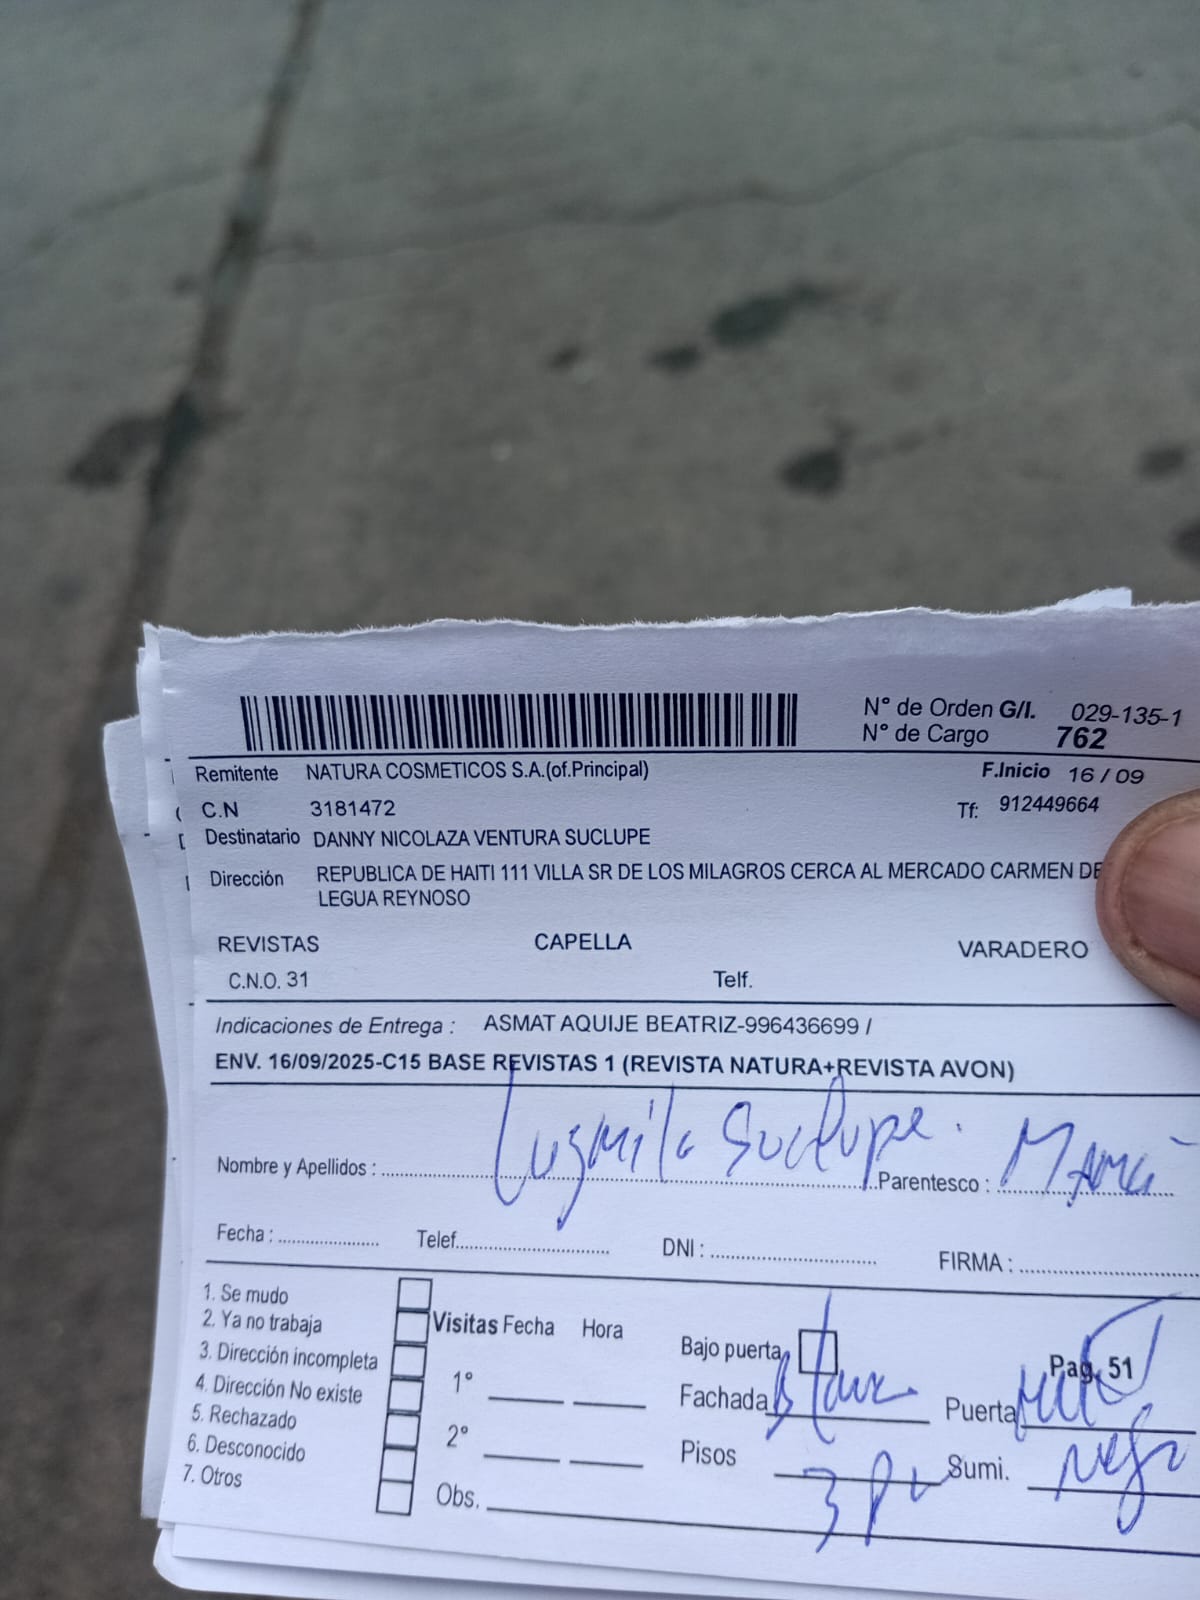 N° de Orden G/I. 029-135-1
N° de Cargo 762
Remitente NATURA COSMETICOS S.A.(of.Principal) F.Inicio 16 / 09
C.N 3181472 Tf: 912449664
Destinatario DANNY NICOLAZA VENTURA SUCLUPE
Dirección REPUBLICA DE HAITI 111 VILLA SR DE LOS MILAGROS CERCA AL MERCADO CARMEN DE
LEGUA REYNOSO
REVISTAS CAPELLA VARADERO
C.N.O. 31 Telf.
Indicaciones de Entrega : ASMAT AQUIJE BEATRIZ-996436699 /
ENV. 16/09/2025-C15 BASE REVISTAS 1 (REVISTA NATURA+REVISTA AVON)
Nombre y Apellidos : Luzmila Suclupe. Parentesco : Mamá
Fecha : Telef. DNI : FIRMA :
1. Se mudo
2. Ya no trabaja
3. Dirección incompleta
4. Dirección No existe
5. Rechazado
6. Desconocido
7. Otros
Visitas Fecha Hora
1°
2°
Obs.
Bajo puerta Pag. 51
Fachada Puerta
Pisos 3 Sumi.